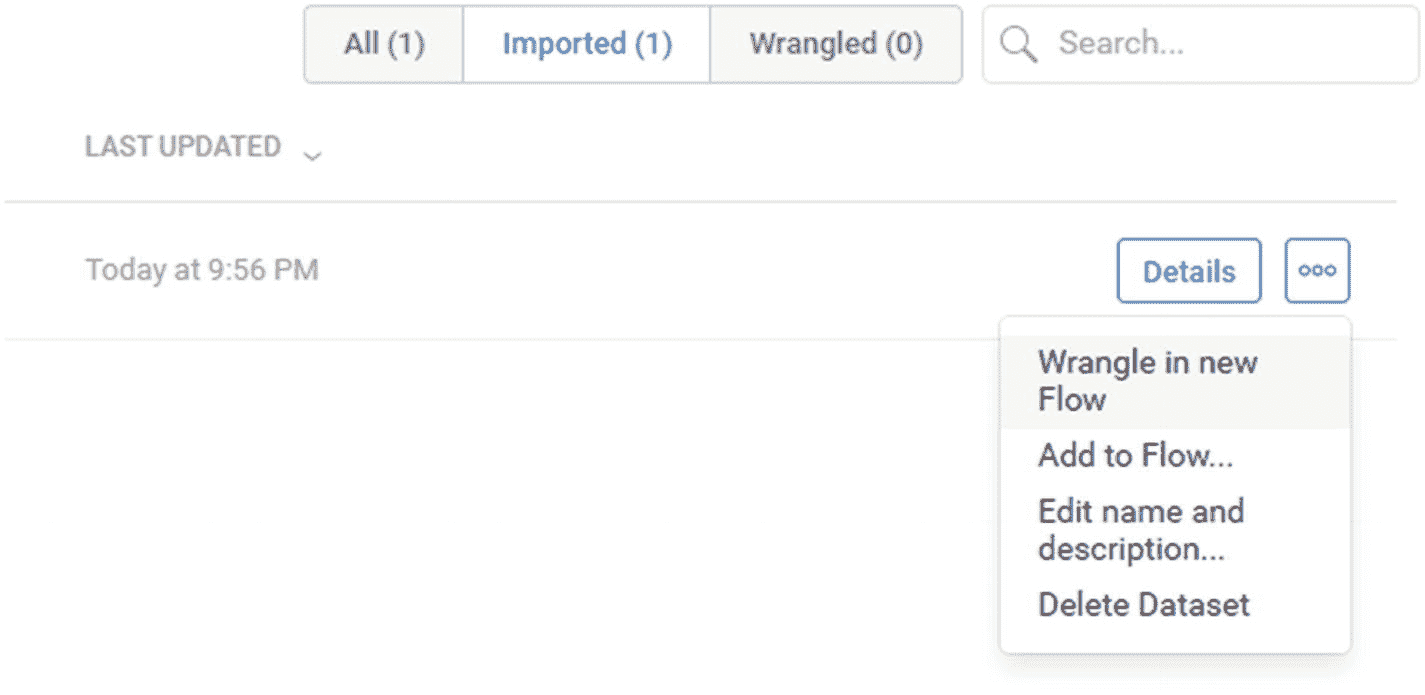 All (1) Imported (1) Wrangled (0) Search...
LAST UPDATED
Today at 9:56 PM Details
Wrangle in new
Flow
Add to Flow...
Edit name and
description...
Delete Dataset